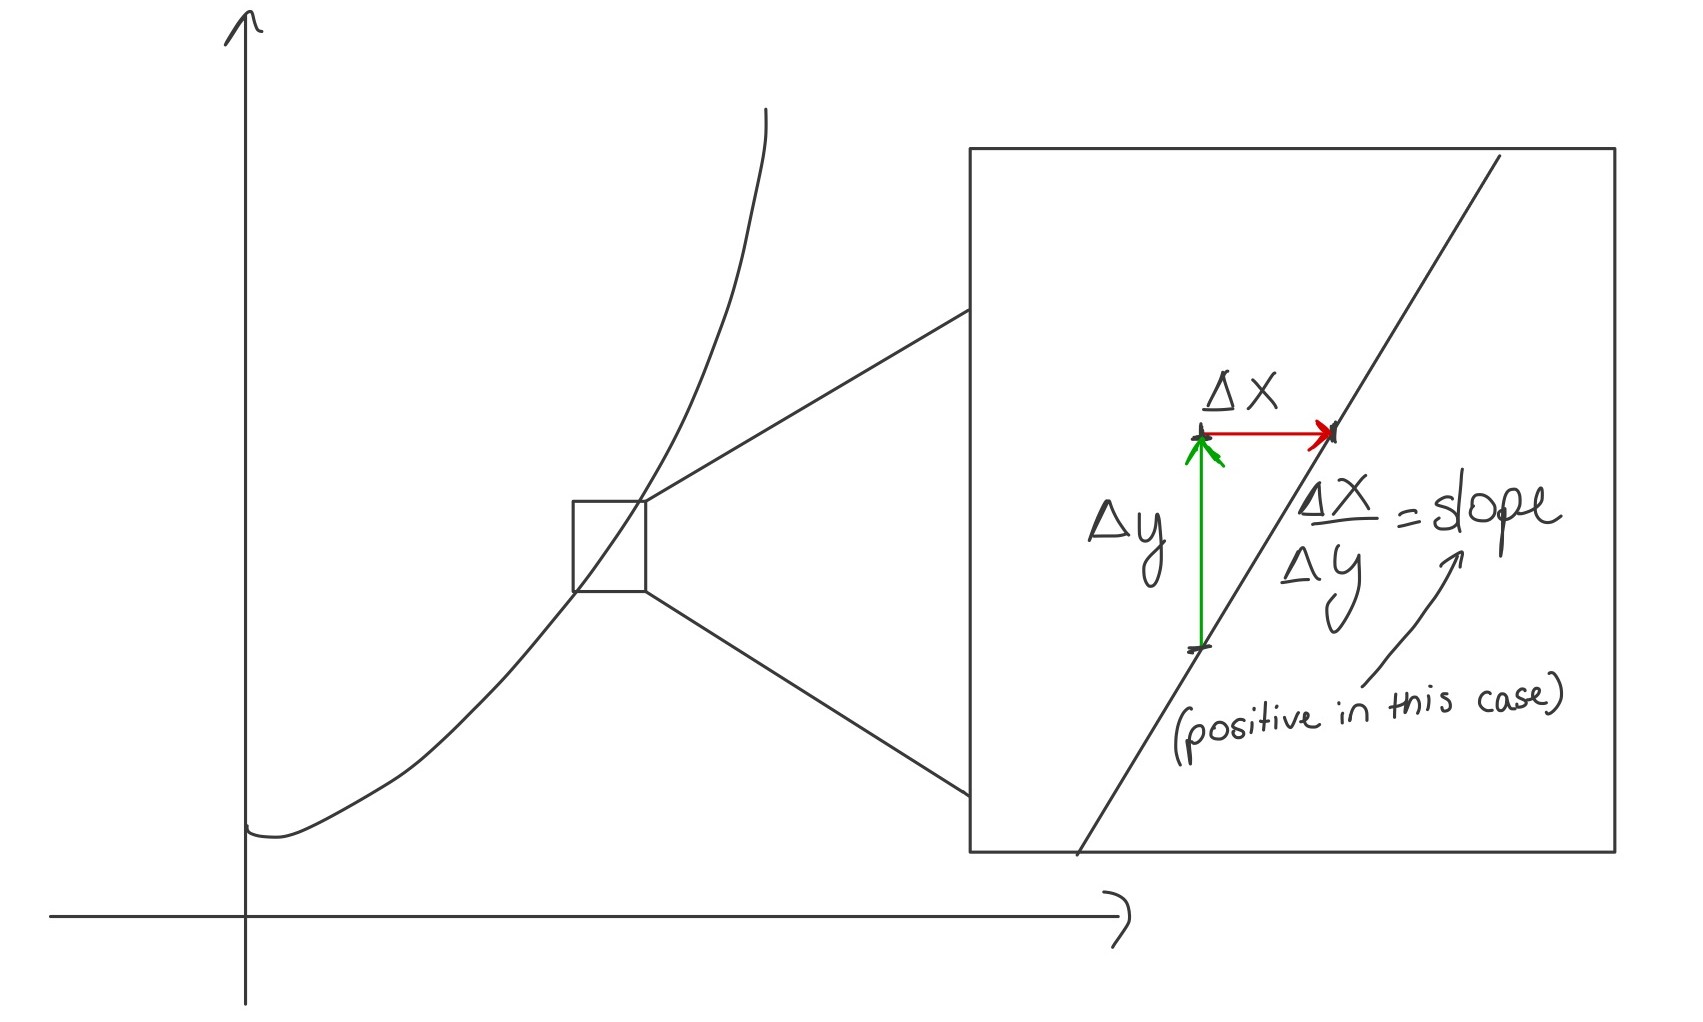 Δx
Δy
Δx
Δy
= slope
(positive in this case)